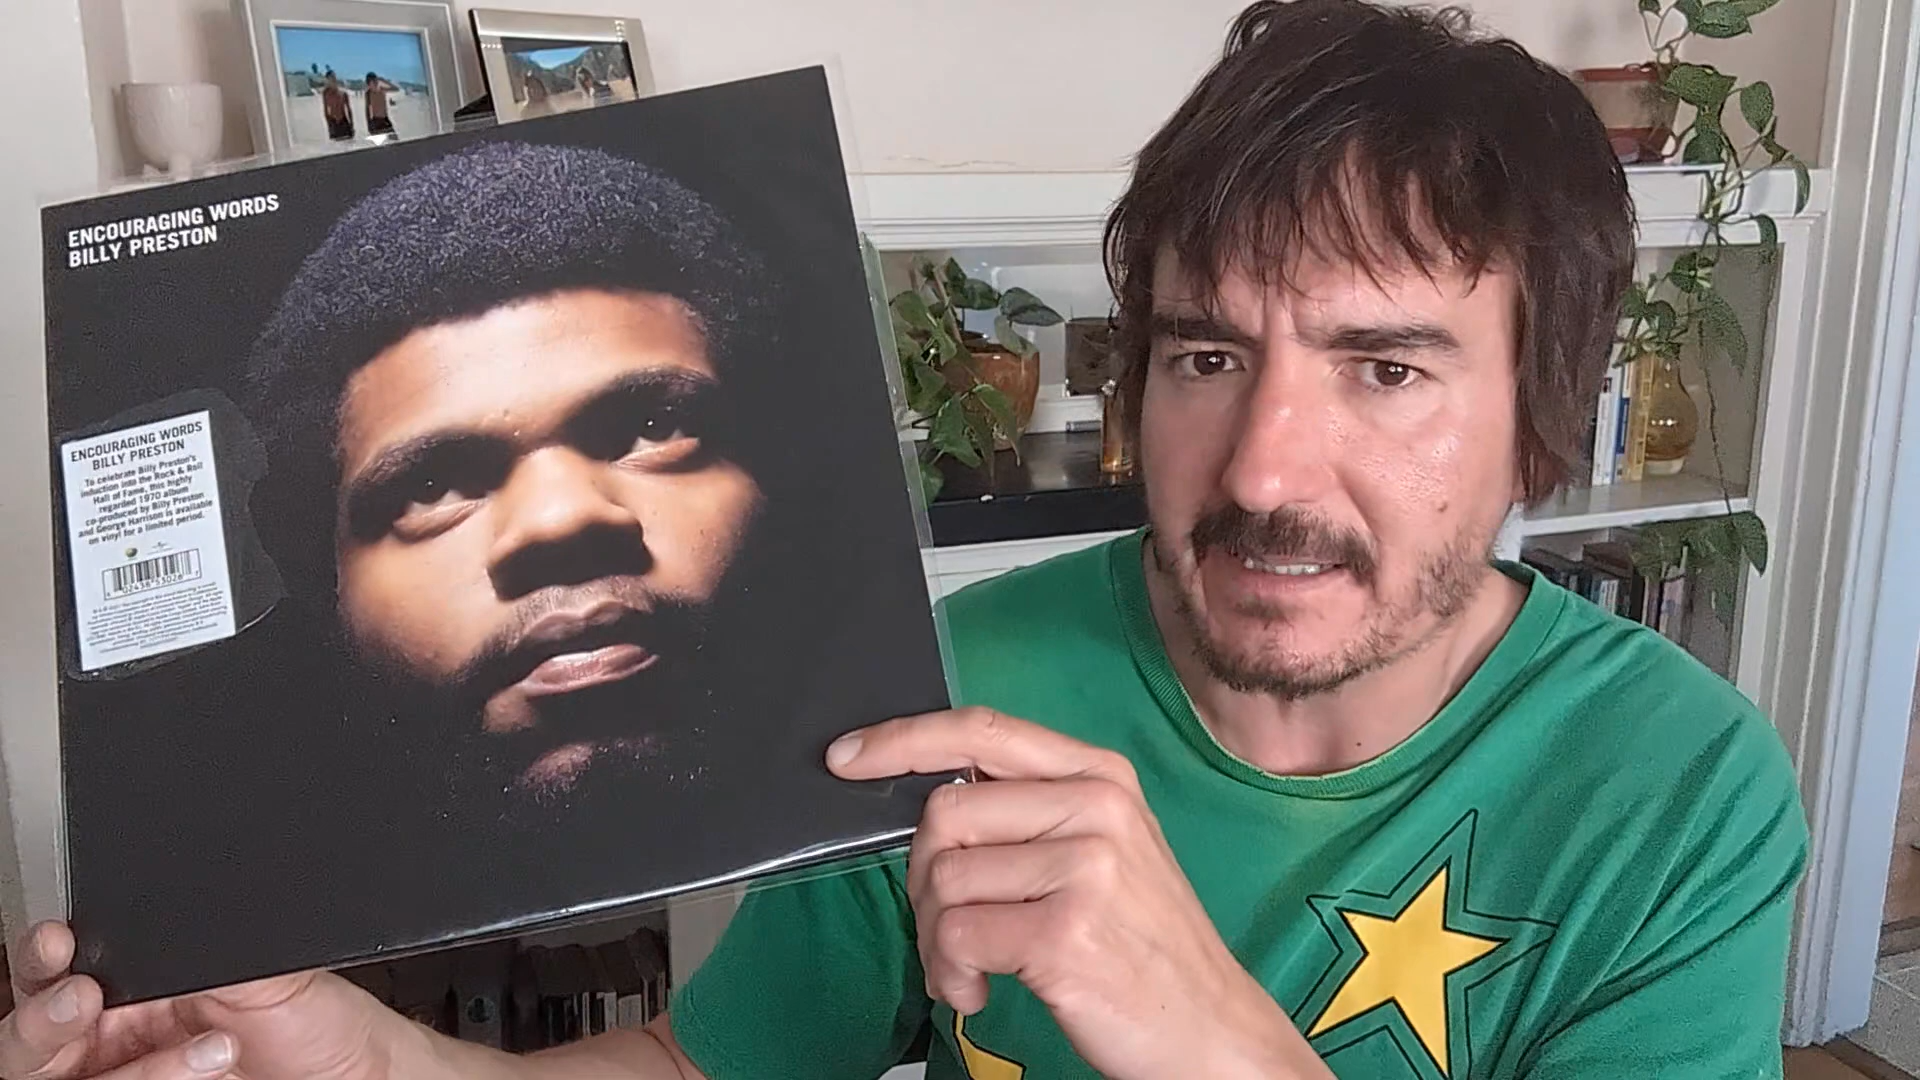 ENCOURAGING WORDS
BILLY PRESTON
ENCOURAGING WORDS
BILLY PRESTON
To celebrate Billy Preston's
induction into the Rock & Roll
Hall of Fame, this highly
regarded 1970 album
co-produced by Billy Preston
and George Harrison is available
on vinyl for a limited period.